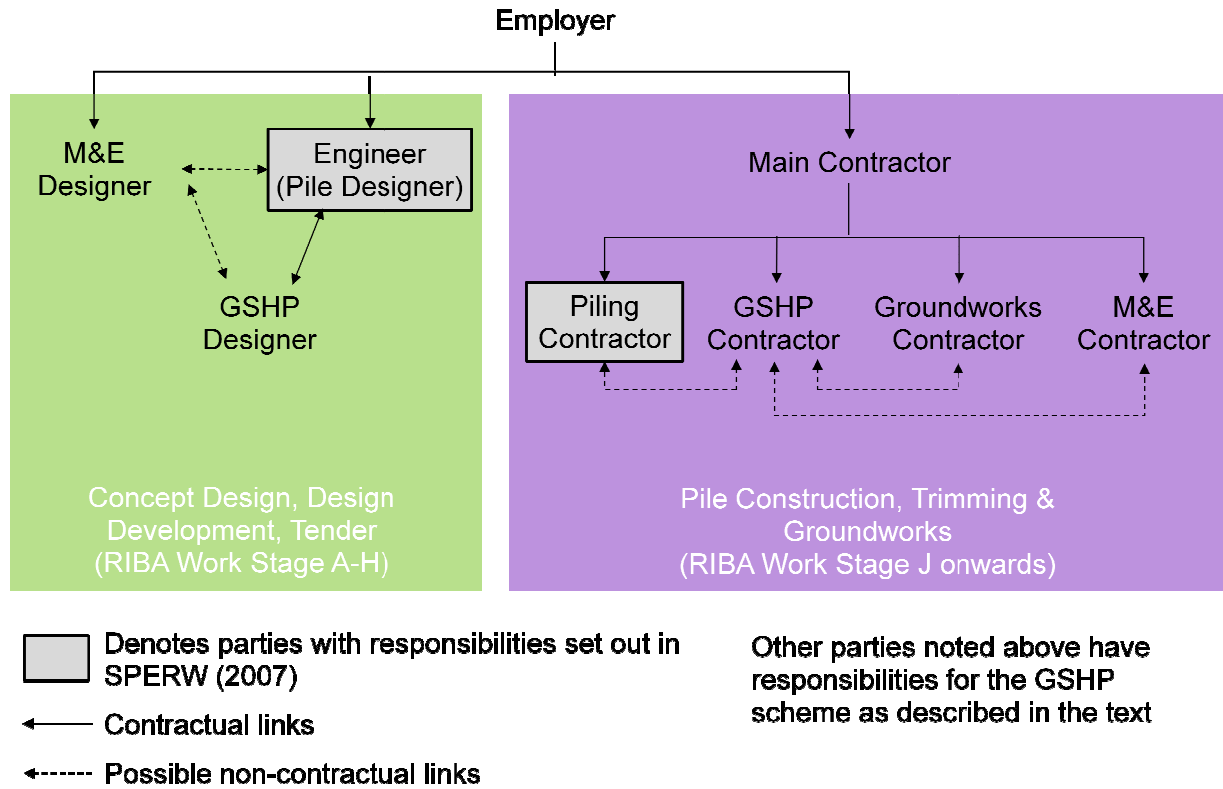 Employer
M&E
Designer
Engineer
(Pile Designer)
GSHP
Designer
Concept Design, Design
Development, Tender
(RIBA Work Stage A-H)
Main Contractor
Piling
Contractor
GSHP
Contractor
Groundworks
Contractor
M&E
Contractor
Pile Construction, Trimming &
Groundworks
(RIBA Work Stage J onwards)
Denotes parties with responsibilities set out in
SPERW (2007)
Contractual links
Possible non-contractual links
Other parties noted above have
responsibilities for the GSHP
scheme as described in the text